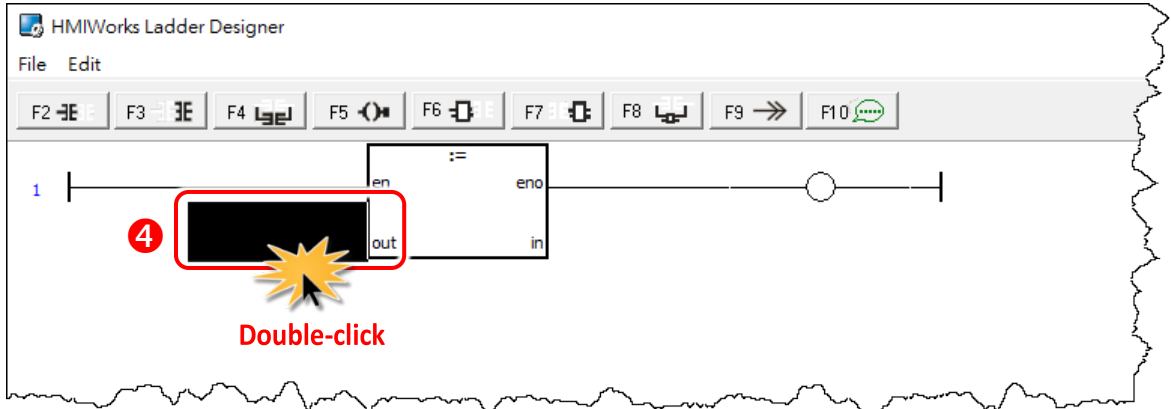 HMIWorks Ladder Designer
File Edit
F2 F3 F4 F5 F6 F7 F8 F9 F10
:=
1 en eno
4 out in
Double-click